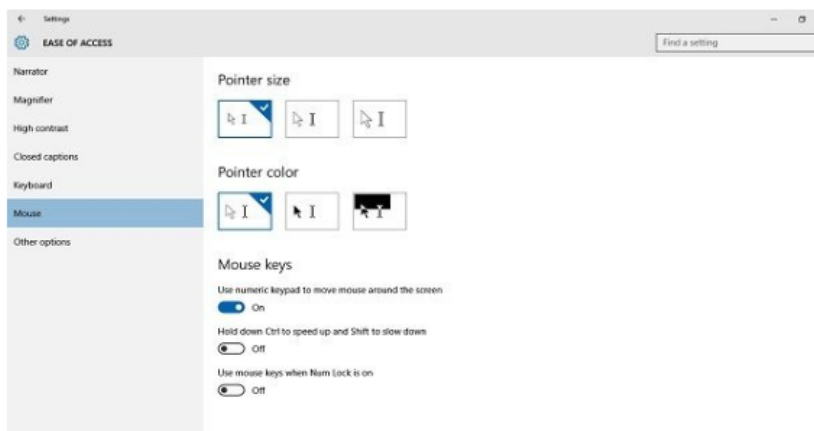 Settings
EASE OF ACCESS
Find a setting
Narrator
Magnifier
High contrast
Closed captions
Keyboard
Mouse
Other options
Pointer size
Pointer color
Mouse keys
Use numeric keypad to move mouse around the screen
On
Hold down Ctrl to speed up and Shift to slow down
Off
Use mouse keys when Num Lock is on
Off